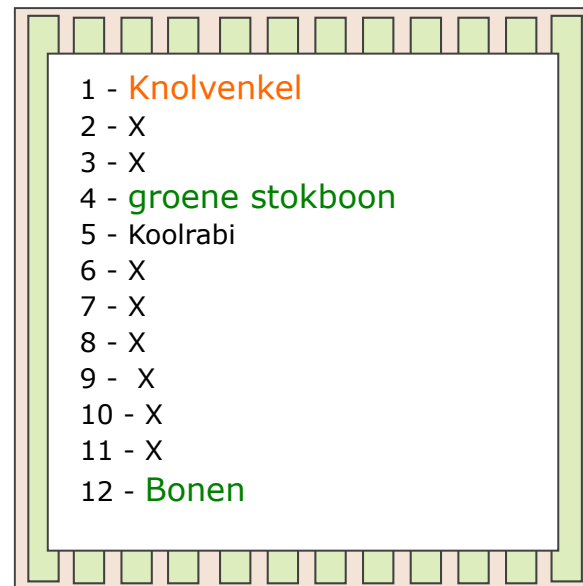 1 - Knolvenkel
2 - X
3 - X
4 - groene stokboon
5 - Koolrabi
6 - X
7 - X
8 - X
9 - X
10 - X
11 - X
12 - Bonen